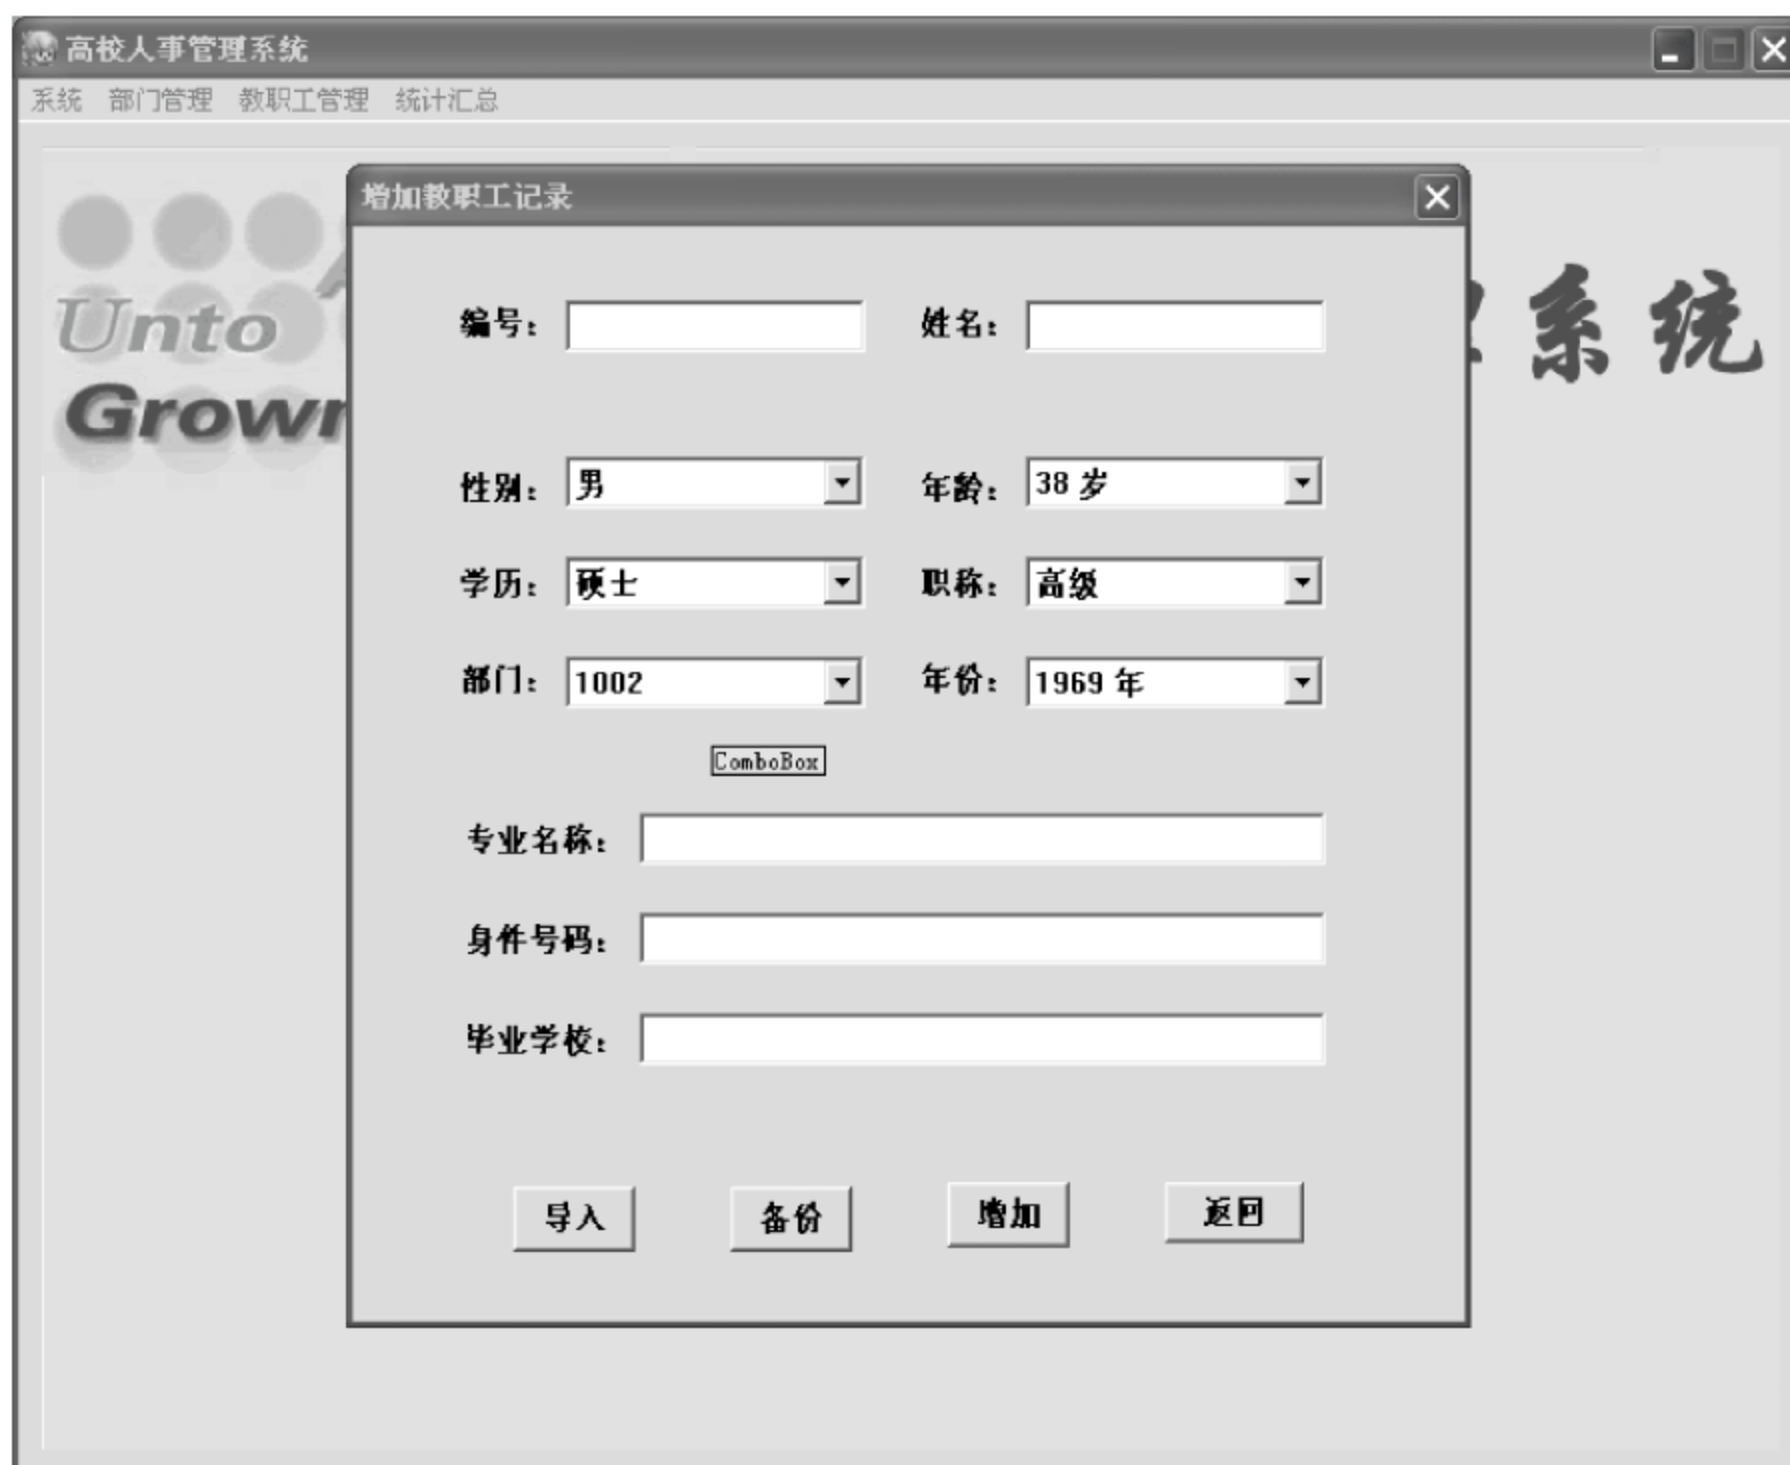 高校人事管理系统
系统 部门管理 教职工管理 统计汇总
增加教职工记录
Unto
Grown
系统
编号： 姓名：
性别： 男 年龄： 38 岁
学历： 硕士 职称： 高级
部门： 1002 年份： 1969 年
ComboBox
专业名称：
身件号码：
毕业学校：
导入 备份 增加 返回